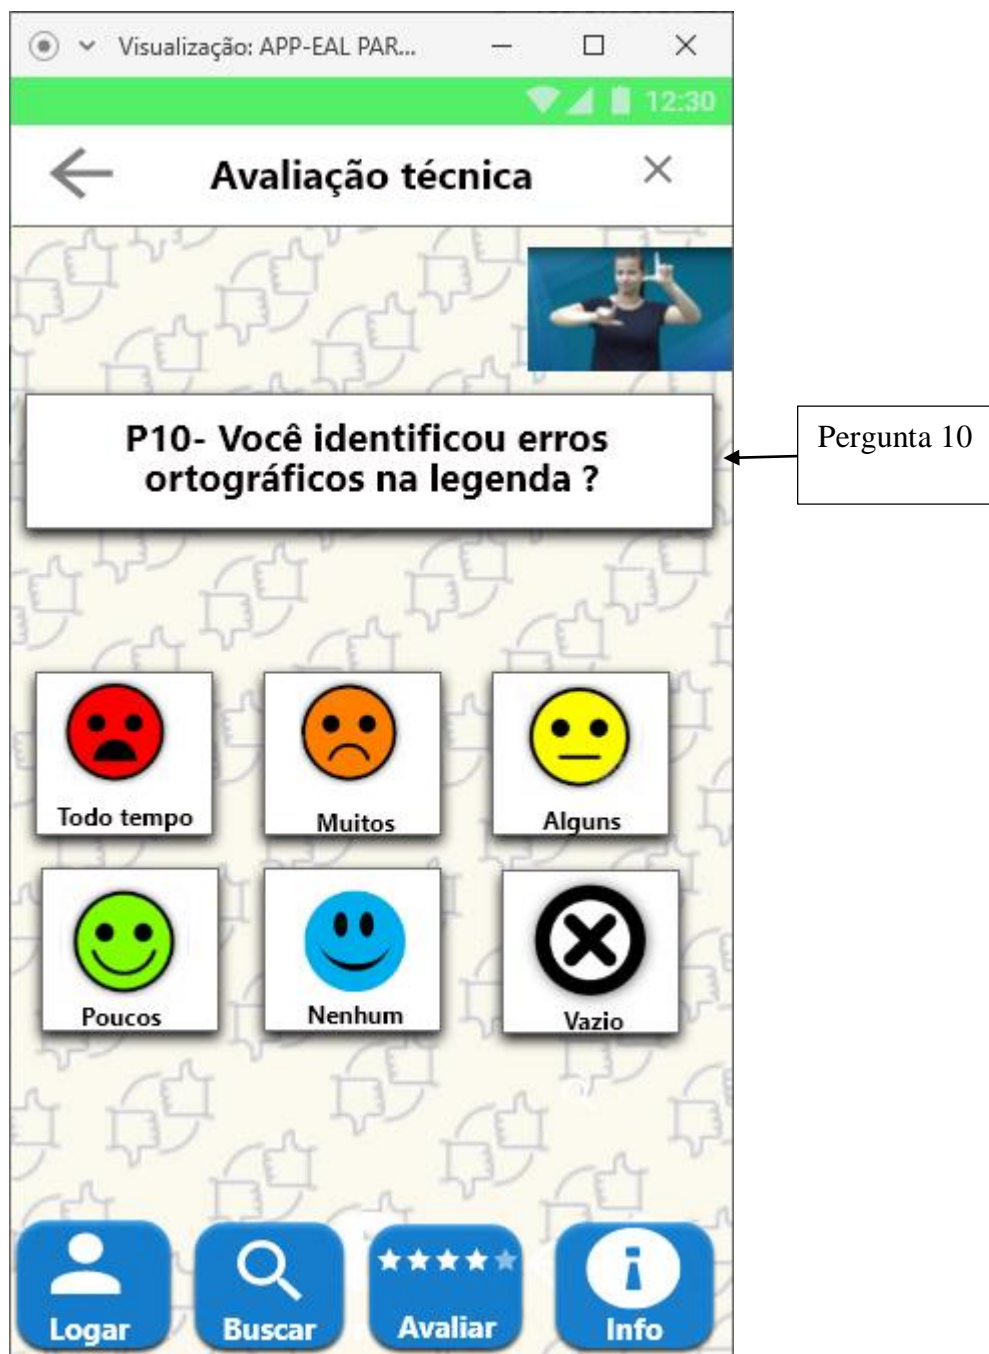 Visualização: APP-EAL PAR...
12:30
Avaliação técnica
P10- Você identificou erros
ortográficos na legenda ?
Pergunta 10
Todo tempo
Muitos
Alguns
Poucos
Nenhum
Vazio
Logar
Buscar
Avaliar
Info